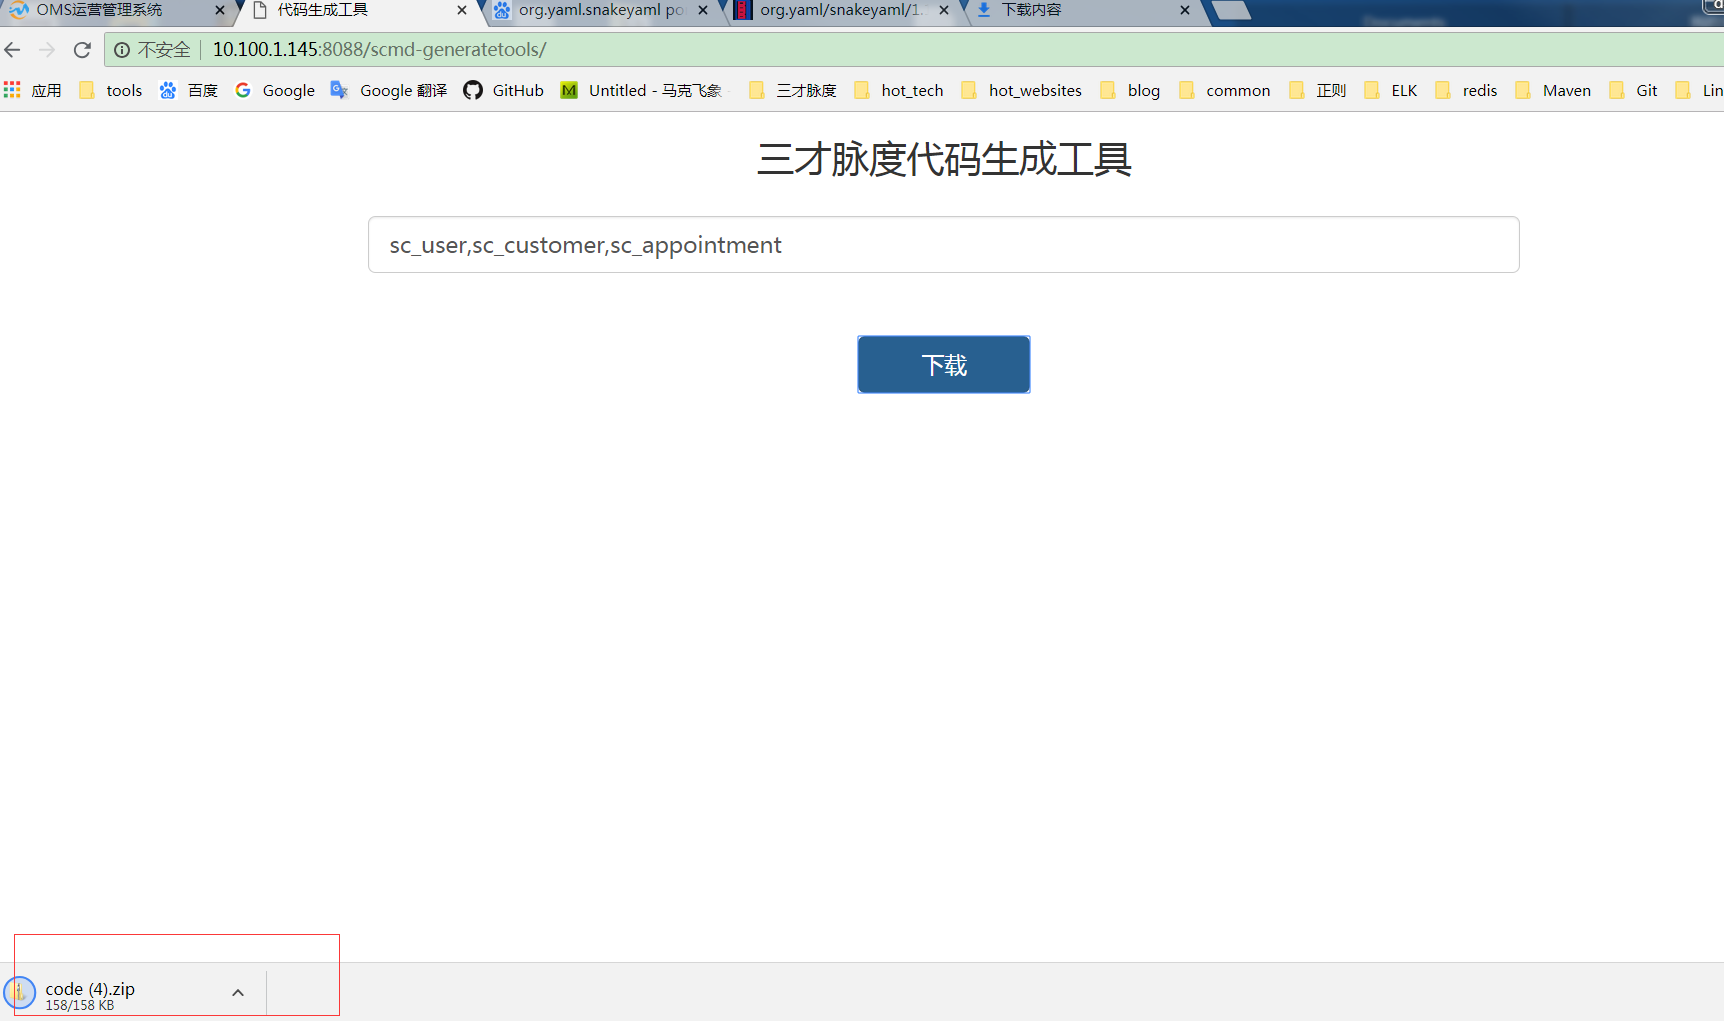 OMS运营管理系统
代码生成工具
org.yaml.snakeyaml po
org.yaml/snakeyaml/1.
下载内容
不安全
10.100.1.145:8088/scmd-generatetools/
应用
tools
百度
Google
Google 翻译
GitHub
Untitled - 马克飞象
三才脉度
hot_tech
hot_websites
blog
common
正则
ELK
redis
Maven
Git
Lin
三才脉度代码生成工具
sc_user,sc_customer,sc_appointment
下载
code (4).zip
158/158 KB